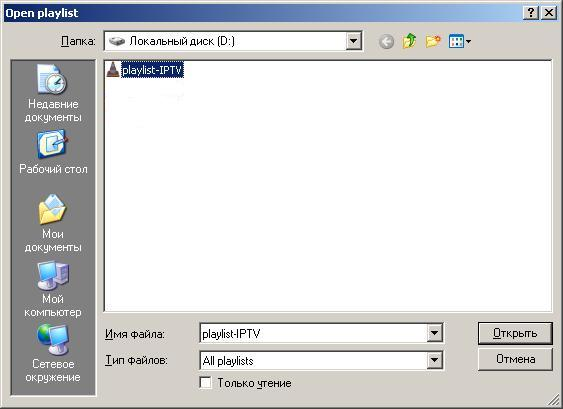 Open playlist
Папка:
Локальный диск (D:)
playlist-IPTV
Недавние
документы
Рабочий стол
Мои
документы
Мой
компьютер
Сетевое
окружение
Имя файла:
playlist-IPTV
Открыть
Тип файлов:
All playlists
Отмена
Только чтение